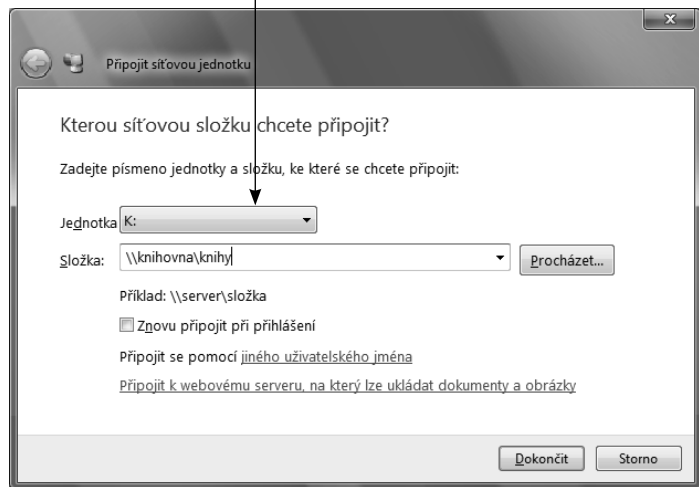 Připojit síťovou jednotku
Kterou síťovou složku chcete připojit?
Zadejte písmeno jednotky a složku, ke které se chcete připojit:
Jednotka K:
Složka: \\knihovna\knihy Procházet...
Příklad: \\server\složka
Znovu připojit při přihlášení
Připojit se pomocí jiného uživatelského jména
Připojit k webovému serveru, na který lze ukládat dokumenty a obrázky
Dokončit Storno